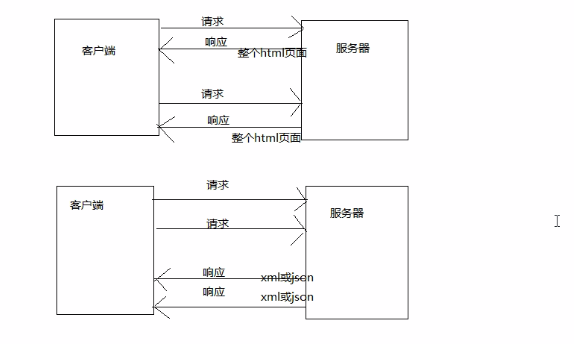 请求
客户端
响应
服务器
整个html页面
请求
响应
整个html页面
请求
客户端
服务器
请求
响应
xml或json
响应
xml或json